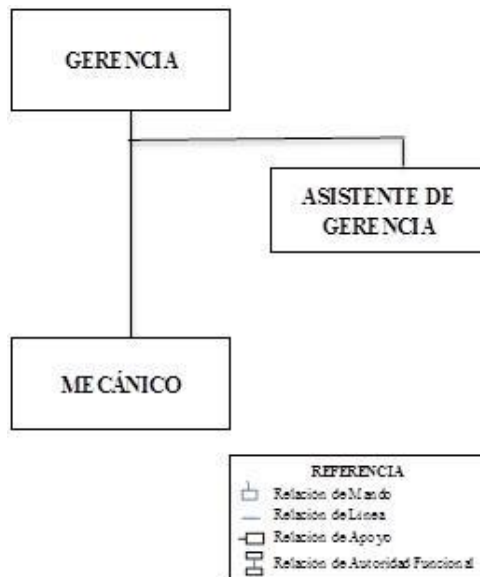 GERENCIA
ASISTENTE DE
GERENCIA
MECÁNICO
REFERENCIA
Relación de Mando
Relación de Línea
Relación de Apoyo
Relación de Autoridad Funcional